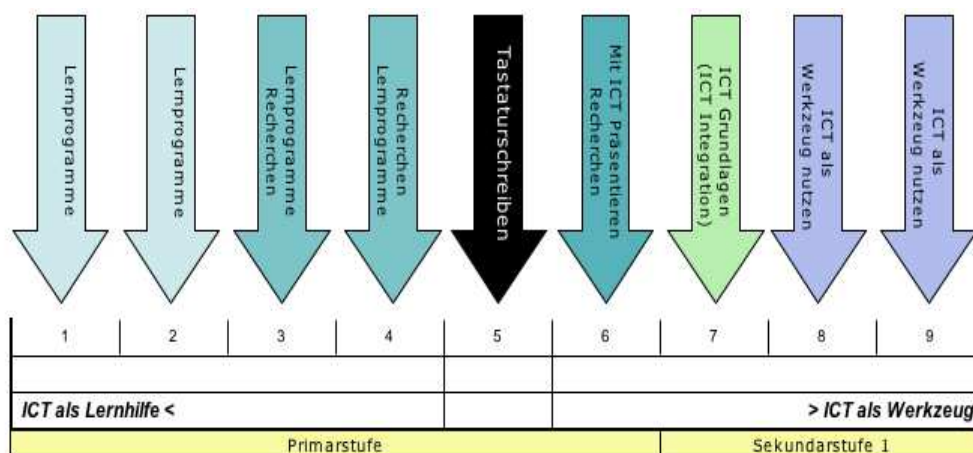 Lernprogramme
Lernprogramme
Lernprogramme
Recherchen
Recherchen
Lernprogramme
Tastaturschreiben
Mit ICT Präsentieren
Recherchen
ICT Grundlagen
(ICT Integration)
ICT als
Werkzeug nutzen
ICT als
Werkzeug nutzen
1 2 3 4 5 6 7 8 9
ICT als Lernhilfe < > ICT als Werkzeug
Primarstufe Sekundarstufe 1